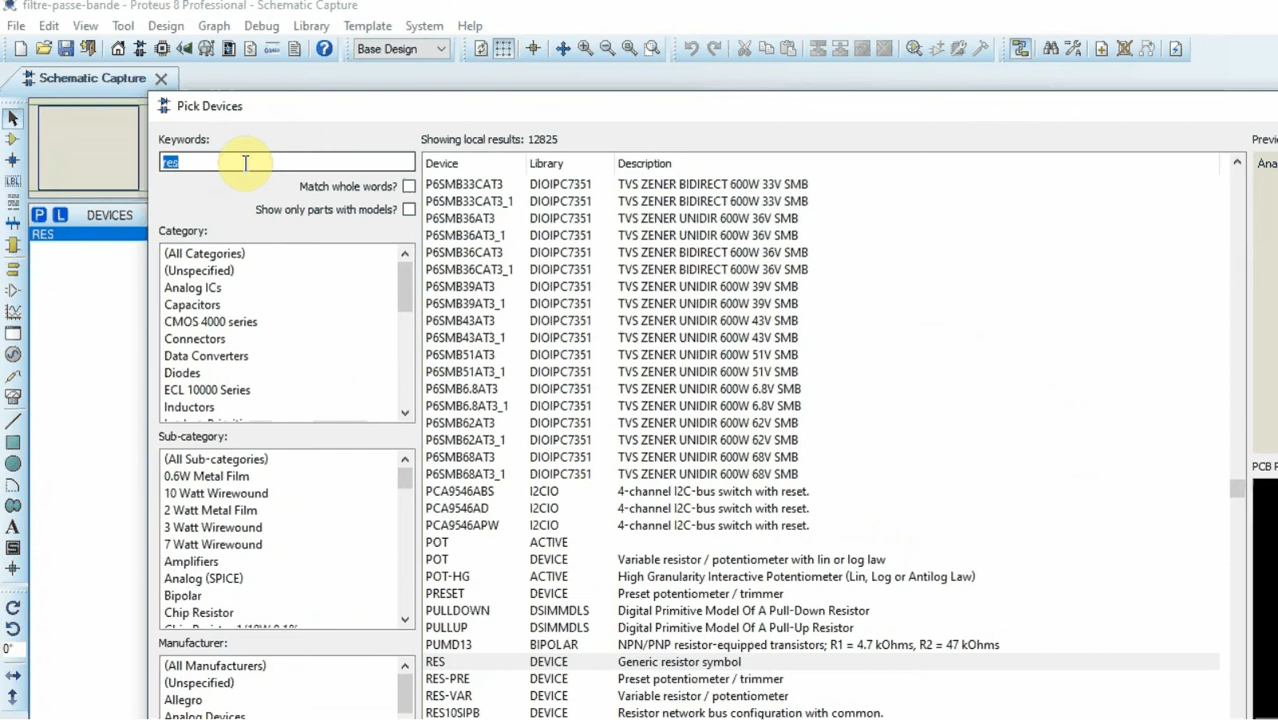 filtre-passe-bande - Proteus 8 Professional - Schematic Capture
File Edit View Tool Design Graph Debug Library Template System Help
Base Design
Schematic Capture
Pick Devices
Keywords:
res
Match whole words?
Show only parts with models?
P L DEVICES
RES
Category:
(All Categories)
(Unspecified)
Analog ICs
Capacitors
CMOS 4000 series
Connectors
Data Converters
Diodes
ECL 10000 Series
Inductors
Sub-category:
(All Sub-categories)
0.6W Metal Film
10 Watt Wirewound
2 Watt Metal Film
3 Watt Wirewound
7 Watt Wirewound
Amplifiers
Analog (SPICE)
Bipolar
Chip Resistor
Chip Resistor 1/10W 0.1%
Manufacturer:
(All Manufacturers)
(Unspecified)
Allegro
Analog Devices
Showing local results: 12825
Device Library Description
P6SMB33CAT3 DIOIPC7351 TVS ZENER BIDIRECT 600W 33V SMB
P6SMB33CAT3_1 DIOIPC7351 TVS ZENER BIDIRECT 600W 33V SMB
P6SMB36AT3 DIOIPC7351 TVS ZENER UNIDIR 600W 36V SMB
P6SMB36AT3_1 DIOIPC7351 TVS ZENER UNIDIR 600W 36V SMB
P6SMB36CAT3 DIOIPC7351 TVS ZENER BIDIRECT 600W 36V SMB
P6SMB36CAT3_1 DIOIPC7351 TVS ZENER BIDIRECT 600W 36V SMB
P6SMB39AT3 DIOIPC7351 TVS ZENER UNIDIR 600W 39V SMB
P6SMB39AT3_1 DIOIPC7351 TVS ZENER UNIDIR 600W 39V SMB
P6SMB43AT3 DIOIPC7351 TVS ZENER UNIDIR 600W 43V SMB
P6SMB43AT3_1 DIOIPC7351 TVS ZENER UNIDIR 600W 43V SMB
P6SMB51AT3 DIOIPC7351 TVS ZENER UNIDIR 600W 51V SMB
P6SMB51AT3_1 DIOIPC7351 TVS ZENER UNIDIR 600W 51V SMB
P6SMB6.8AT3 DIOIPC7351 TVS ZENER UNIDIR 600W 6.8V SMB
P6SMB6.8AT3_1 DIOIPC7351 TVS ZENER UNIDIR 600W 6.8V SMB
P6SMB62AT3 DIOIPC7351 TVS ZENER UNIDIR 600W 62V SMB
P6SMB62AT3_1 DIOIPC7351 TVS ZENER UNIDIR 600W 62V SMB
P6SMB68AT3 DIOIPC7351 TVS ZENER UNIDIR 600W 68V SMB
P6SMB68AT3_1 DIOIPC7351 TVS ZENER UNIDIR 600W 68V SMB
PCA9546ABS I2CIO 4-channel I2C-bus switch with reset.
PCA9546AD I2CIO 4-channel I2C-bus switch with reset.
PCA9546APW I2CIO 4-channel I2C-bus switch with reset.
POT ACTIVE
POT DEVICE Variable resistor / potentiometer with lin or log law
POT-HG ACTIVE High Granularity Interactive Potentiometer (Lin, Log or Antilog Law)
PRESET DEVICE Preset potentiometer / trimmer
PULLDOWN DSIMMDLS Digital Primitive Model Of A Pull-Down Resistor
PULLUP DSIMMDLS Digital Primitive Model Of A Pull-Up Resistor
PUMD13 BIPOLAR NPN/PNP resistor-equipped transistors; R1 = 4.7 kOhms, R2 = 47 kOhms
RES DEVICE Generic resistor symbol
RES-PRE DEVICE Preset potentiometer / trimmer
RES-VAR DEVICE Variable resistor / potentiometer
RES10SIPB DEVICE Resistor network bus configuration with common.
Previ
Ana
PCB P
LBL
A
0°